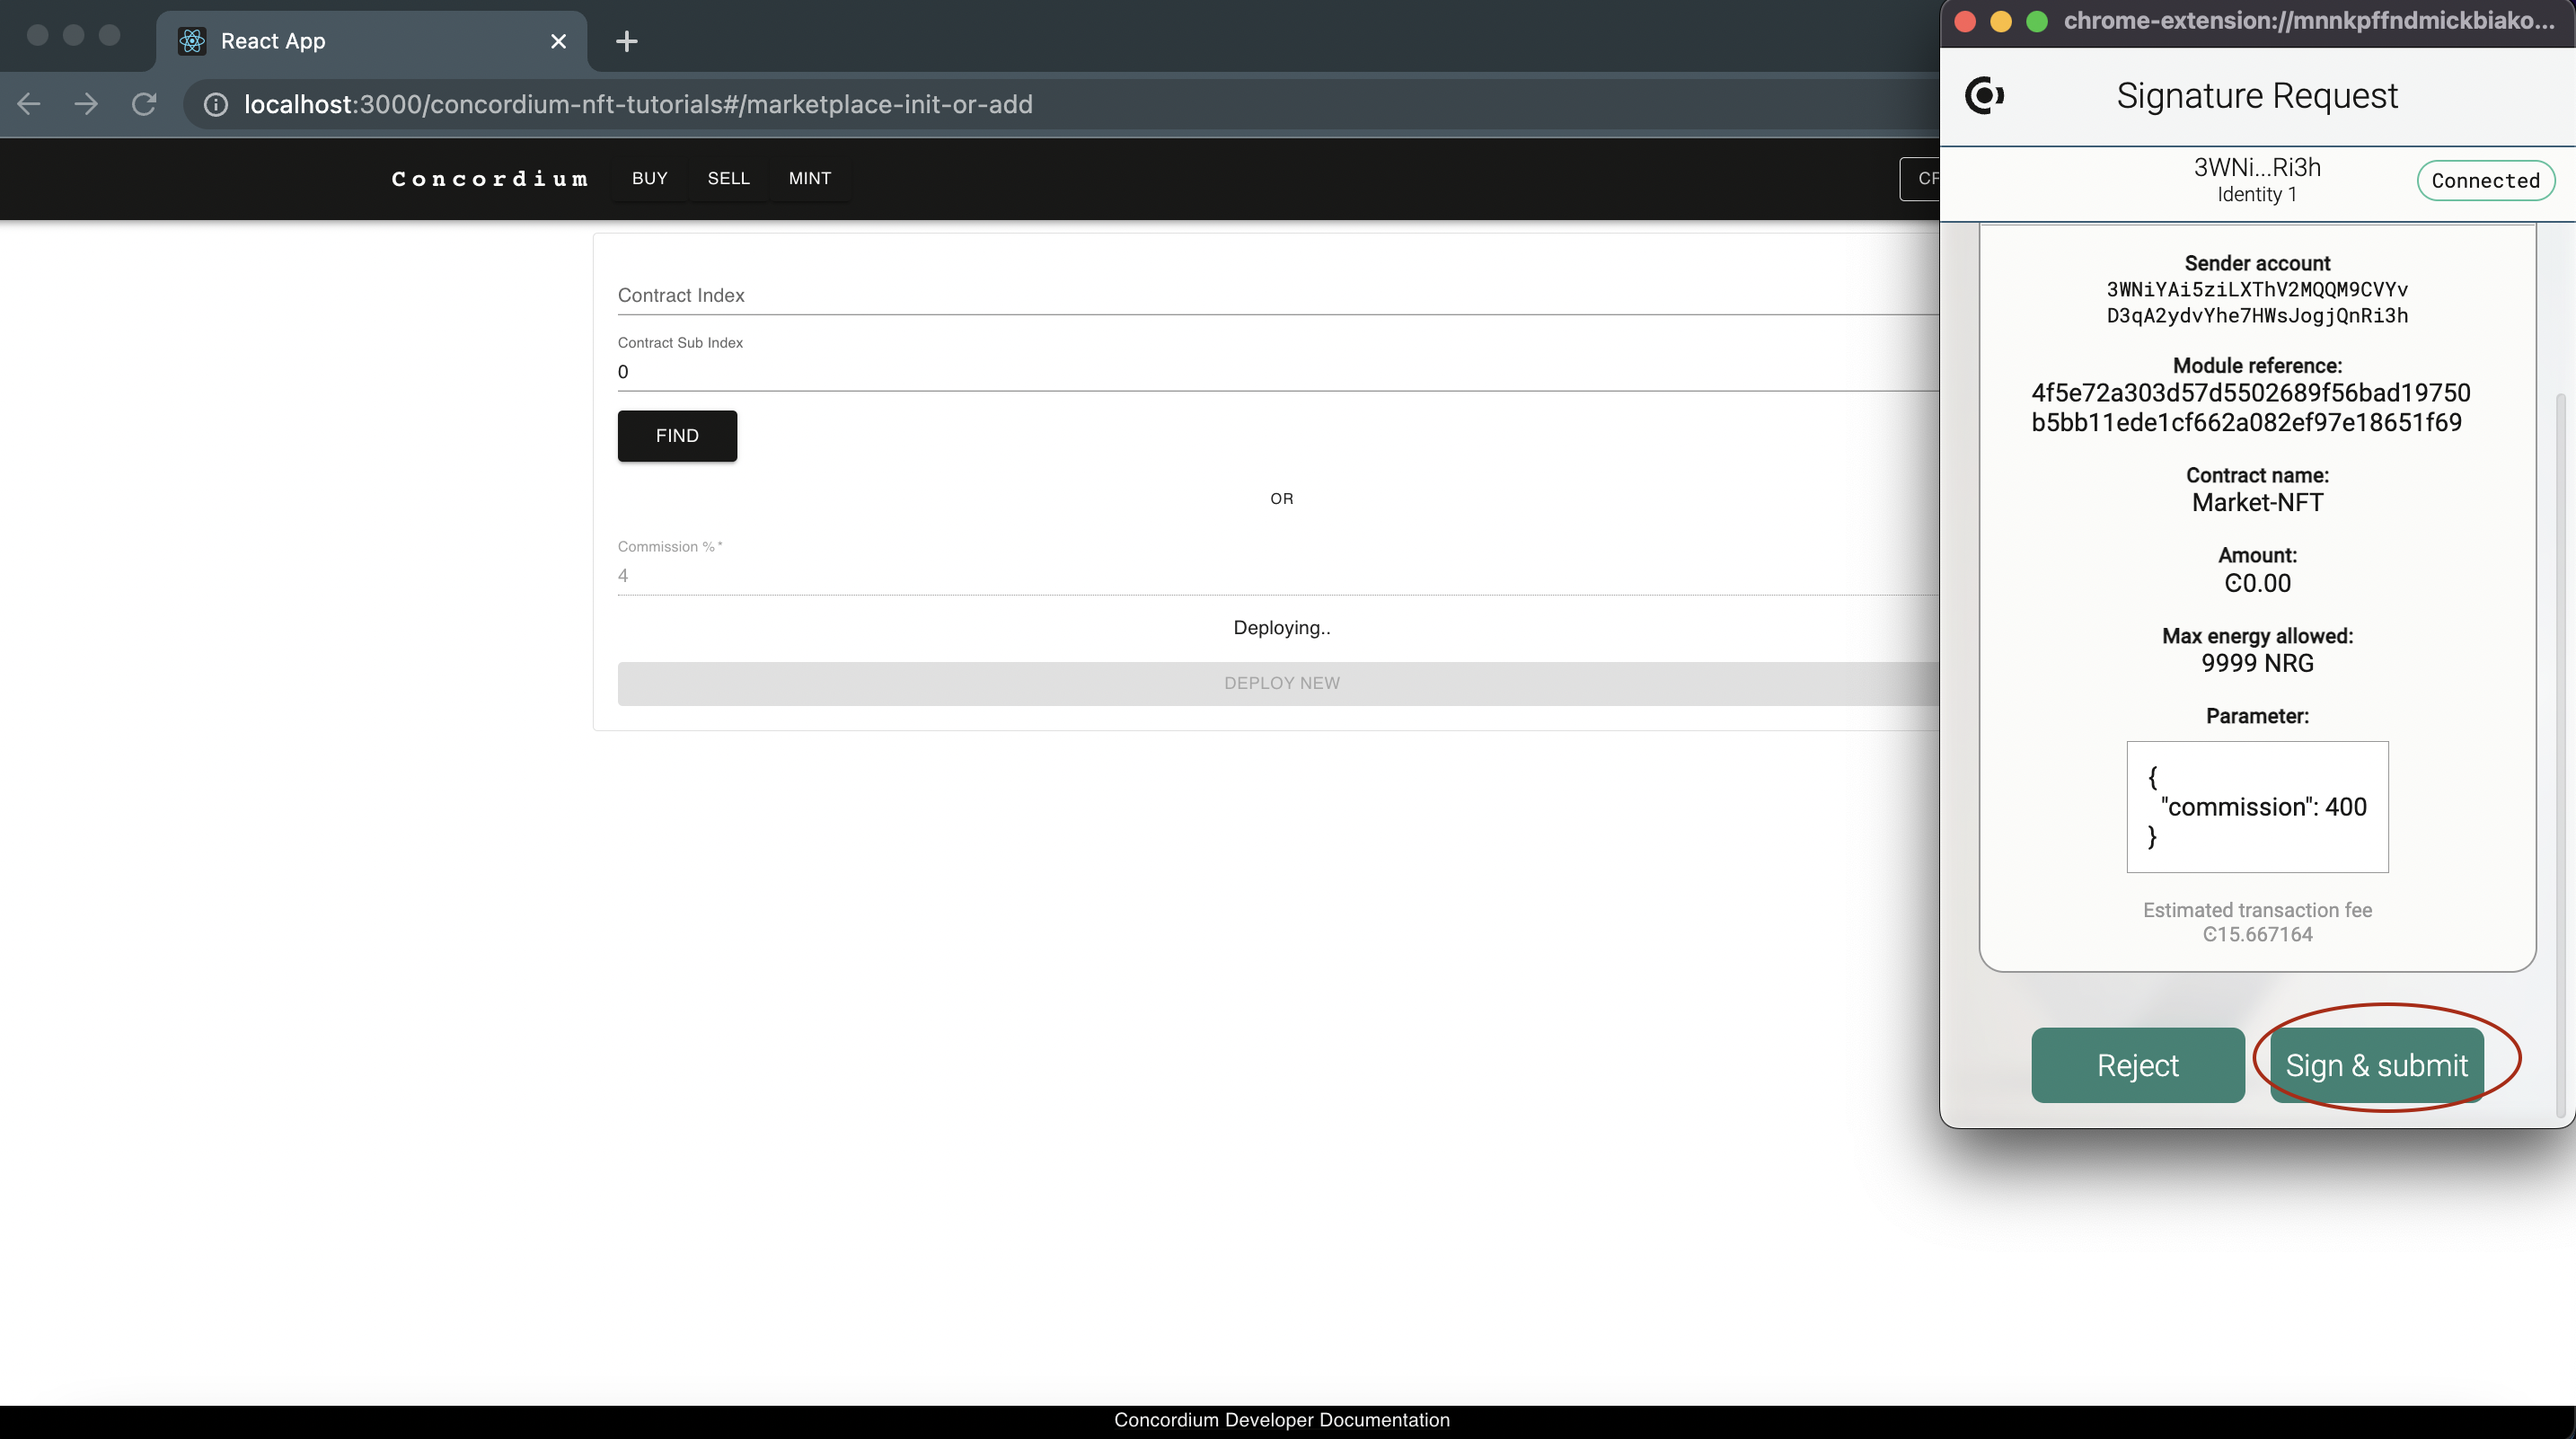 React App
localhost:3000/concordium-nft-tutorials#/marketplace-init-or-add
Concordium BUY SELL MINT
Contract Index
Contract Sub Index
0
FIND
OR
Commission % *
4
Deploying..
DEPLOY NEW
Concordium Developer Documentation
chrome-extension://mnnkpffndmickbiako...
Signature Request
3WNi...Ri3h
Identity 1
Connected
Sender account
3WNiYAi5ziLXThV2MQQM9CVYv
D3qA2ydvYhe7HWsJogjQnRi3h
Module reference:
4f5e72a303d57d5502689f56bad19750
b5bb11ede1cf662a082ef97e18651f69
Contract name:
Market-NFT
Amount:
Ͼ0.00
Max energy allowed:
9999 NRG
Parameter:
{
"commission": 400
}
Estimated transaction fee
Ͼ15.667164
Reject
Sign & submit